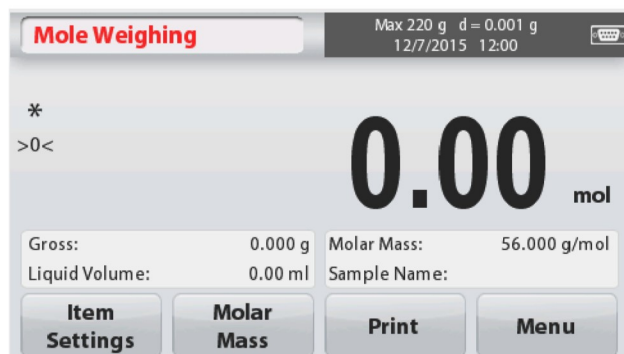 Mole Weighing
Max 220 g d = 0.001 g
12/7/2015 12:00
*
>0<
0.00 mol
Gross: 0.000 g
Liquid Volume: 0.00 ml
Molar Mass: 56.000 g/mol
Sample Name:
Item
Settings
Molar
Mass
Print
Menu